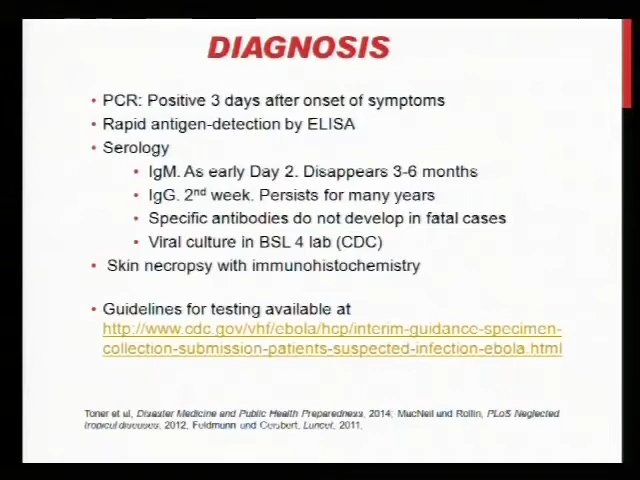 DIAGNOSIS
• PCR: Positive 3 days after onset of symptoms
• Rapid antigen-detection by ELISA
• Serology
• IgM. As early Day 2. Disappears 3-6 months
• IgG. 2nd week. Persists for many years
• Specific antibodies do not develop in fatal cases
• Viral culture in BSL 4 lab (CDC)
• Skin necropsy with immunohistochemistry
• Guidelines for testing available at
http://www.cdc.gov/vhf/ebola/hcp/interim-guidance-specimen-
collection-submission-patients-suspected-infection-ebola.html
Toner et al, Disaster Medicine and Public Health Preparedness, 2014; MacNeil and Rollin, PLoS Neglected
tropical diseases, 2012. Feldmann and Geisbert, Lancet, 2011.